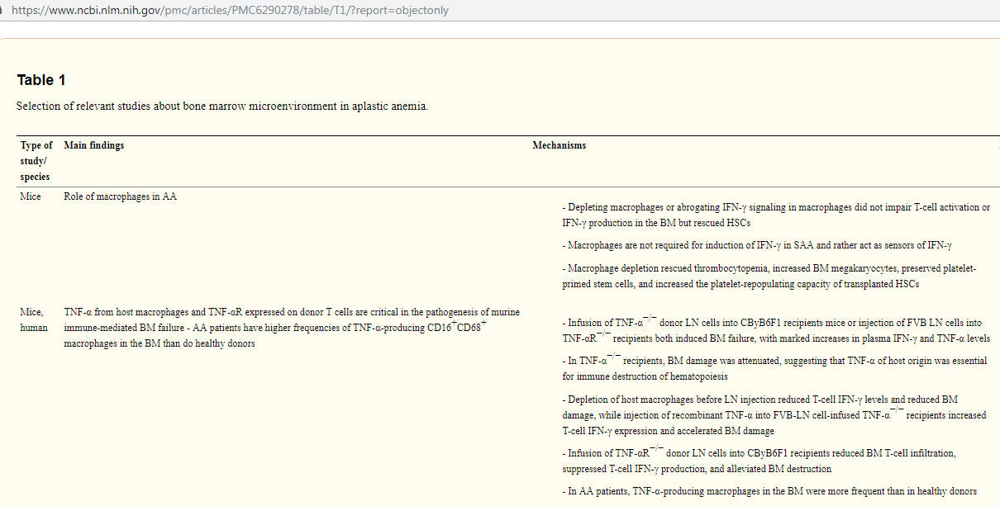 https://www.ncbi.nlm.nih.gov/pmc/articles/PMC6290278/table/T1/?report=objectonly
Table 1
Selection of relevant studies about bone marrow microenvironment in aplastic anemia.
Type of study/ species
Main findings
Mechanisms
Mice
Role of macrophages in AA
- Depleting macrophages or abrogating IFN-γ signaling in macrophages did not impair T-cell activation or
IFN-γ production in the BM but rescued HSCs
- Macrophages are not required for induction of IFN-γ in SAA and rather act as sensors of IFN-γ
- Macrophage depletion rescued thrombocytopenia, increased BM megakaryocytes, preserved platelet-
primed stem cells, and increased the platelet-repopulating capacity of transplanted HSCs
Mice,
human
TNF-α from host macrophages and TNF-αR expressed on donor T cells are critical in the pathogenesis of murine
immune-mediated BM failure - AA patients have higher frequencies of TNF-α-producing CD16⁺CD68⁺
macrophages in the BM than do healthy donors
- Infusion of TNF-α⁻/⁻ donor LN cells into CByB6F1 recipients mice or injection of FVB LN cells into
TNF-αR⁻/⁻ recipients both induced BM failure, with marked increases in plasma IFN-γ and TNF-α levels
- In TNF-α⁻/⁻ recipients, BM damage was attenuated, suggesting that TNF-α of host origin was essential
for immune destruction of hematopoiesis
- Depletion of host macrophages before LN injection reduced T-cell IFN-γ levels and reduced BM
damage, while injection of recombinant TNF-α into FVB-LN cell-infused TNF-α⁻/⁻ recipients increased
T-cell IFN-γ expression and accelerated BM damage
- Infusion of TNF-αR⁻/⁻ donor LN cells into CByB6F1 recipients reduced BM T-cell infiltration,
suppressed T-cell IFN-γ production, and alleviated BM destruction
- In AA patients, TNF-α-producing macrophages in the BM were more frequent than in healthy donors